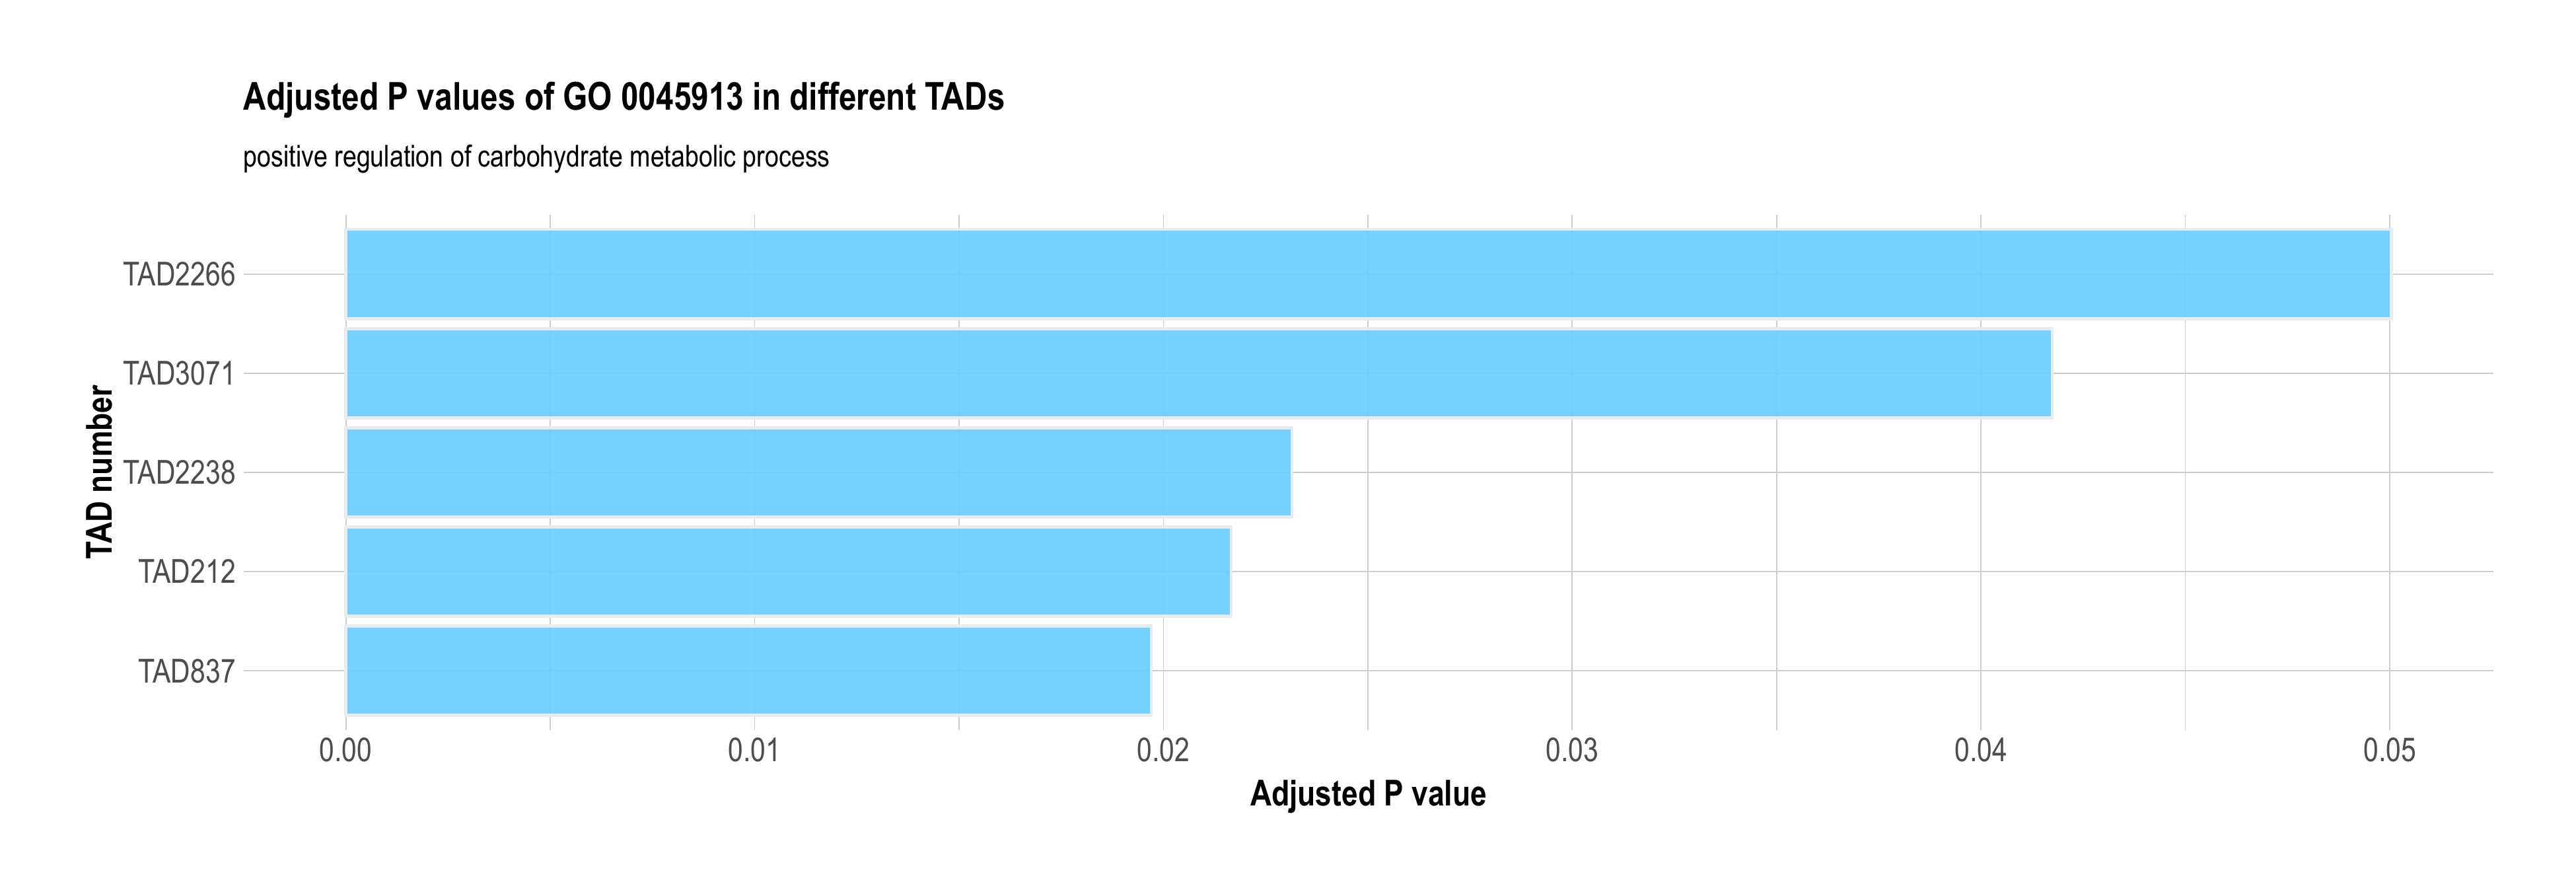 Adjusted P values of GO 0045913 in different TADs
positive regulation of carbohydrate metabolic process
TAD number
TAD2266
TAD3071
TAD2238
TAD212
TAD837
0.00 0.01 0.02 0.03 0.04 0.05
Adjusted P value